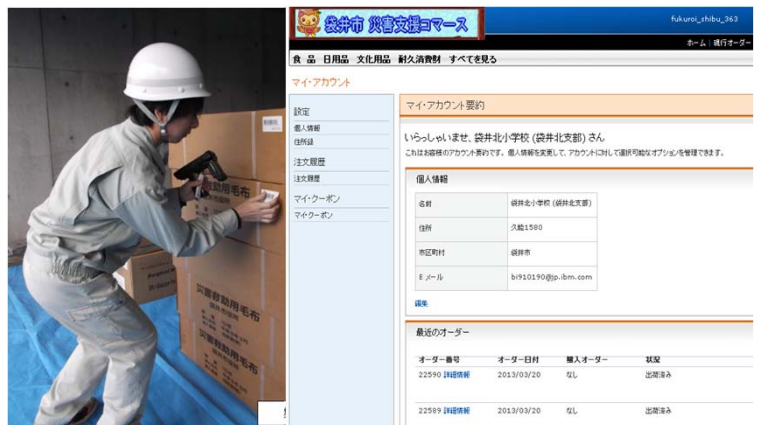 災害救助用毛布
災害救助用毛布
災害救助用毛布
袋井市 災害支援コマース
fukuroi_shibu_363
ホーム | 現行オーダー
食 品 日用品 文化用品 耐久消費財 すべてを見る
マイ・アカウント
設定
個人情報
住所録
注文履歴
注文履歴
マイ・クーポン
マイ・クーポン
マイ・アカウント要約
いらっしゃいませ、袋井北小学校 (袋井北支部) さん
これはお客様のアカウント要約です。個人情報を変更して、アカウントに対して選択可能なオプションを管理できます。
個人情報
名前 袋井北小学校 (袋井北支部)
住所 久能1580
市区町村 袋井市
E メール bi910190@jp.ibm.com
編集
最近のオーダー
オーダー番号 オーダー日付 購入オーダー 状況
22590 詳細情報 2013/03/20 なし 出荷済み
22589 詳細情報 2013/03/20 なし 出荷済み